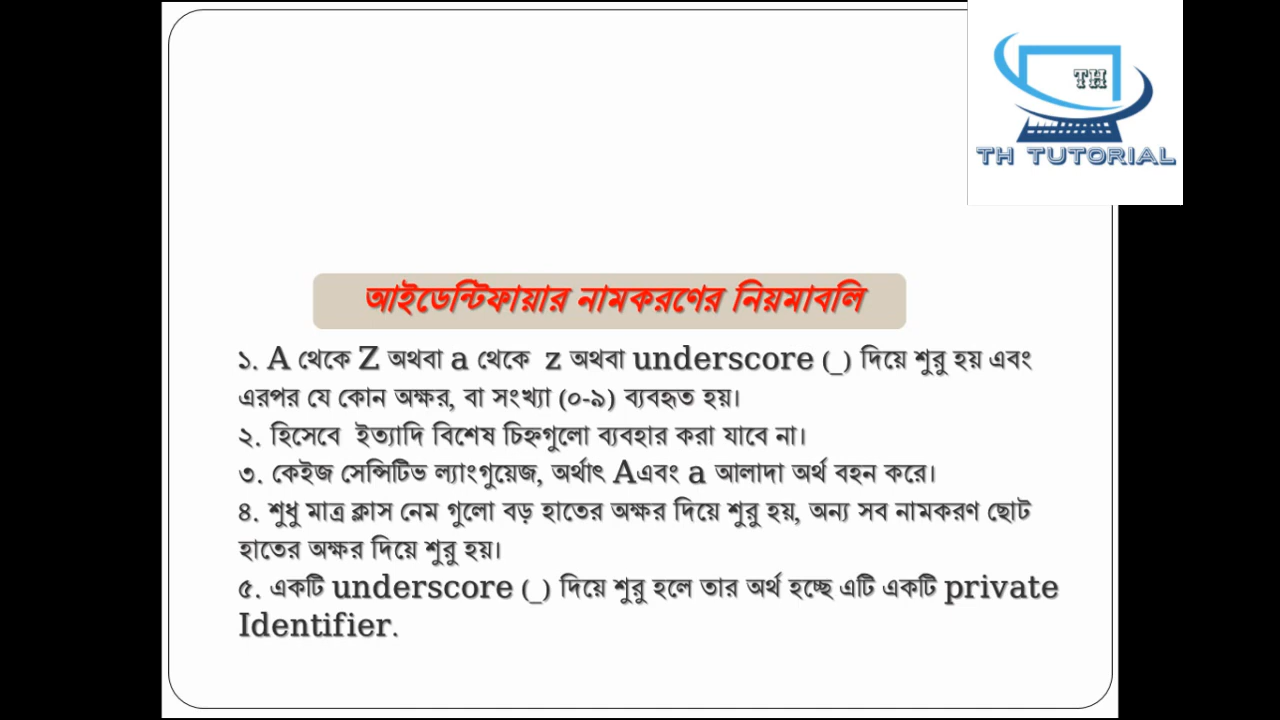 TH
TH TUTORIAL
আইডেন্টিফায়ার নামকরণের নিয়মাবলি
১. A থেকে Z অথবা a থেকে z অথবা underscore (_) দিয়ে শুরু হয় এবং
এরপর যে কোন অক্ষর, বা সংখ্যা (০-৯) ব্যবহৃত হয়।
২. হিসেবে ইত্যাদি বিশেষ চিহ্নগুলো ব্যবহার করা যাবে না।
৩. কেইজ সেন্সিটিভ ল্যাংগুয়েজ, অর্থাৎ Aএবং a আলাদা অর্থ বহন করে।
৪. শুধু মাত্র ক্লাস নেম গুলো বড় হাতের অক্ষর দিয়ে শুরু হয়, অন্য সব নামকরণ ছোট
হাতের অক্ষর দিয়ে শুরু হয়।
৫. একটি underscore (_) দিয়ে শুরু হলে তার অর্থ হচ্ছে এটি একটি private
Identifier.